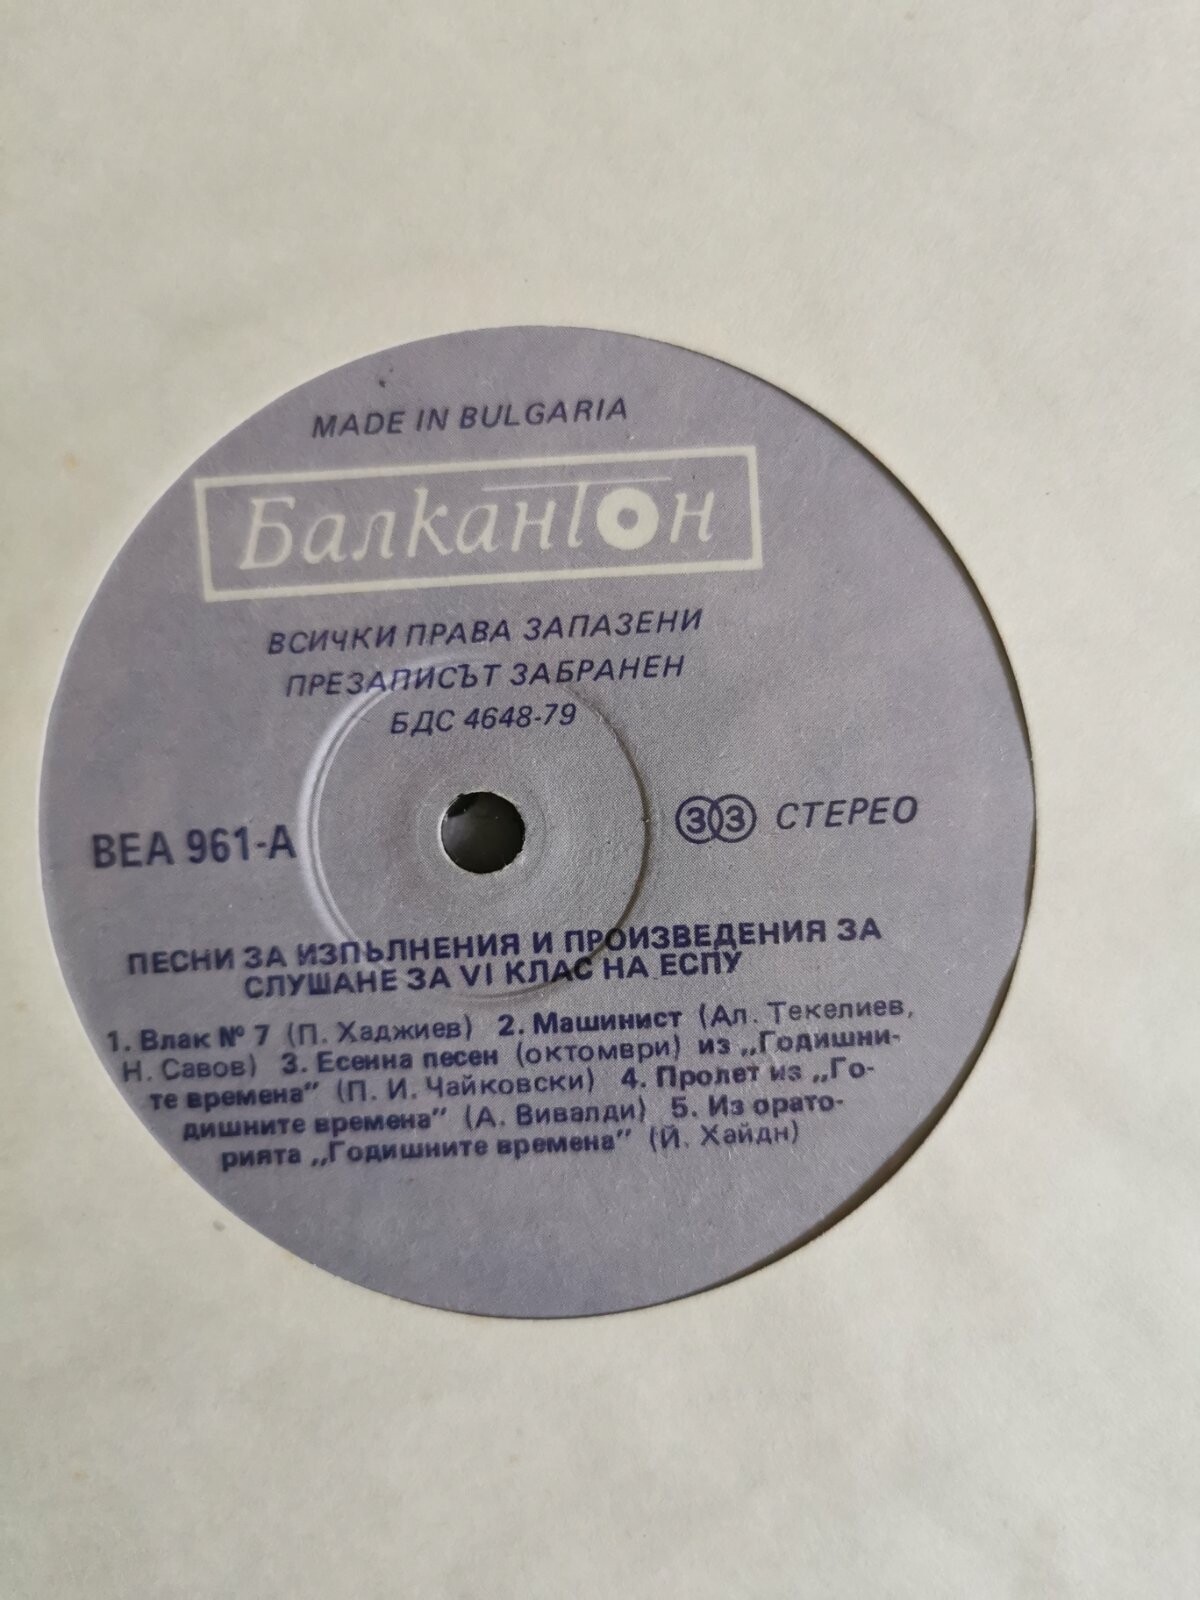 MADE IN BULGARIA
Балкантон
ВСИЧКИ ПРАВА ЗАПАЗЕНИ
ПРЕЗАПИСЪТ ЗАБРАНЕН
БДС 4648-79
ВЕА 961-А
33 СТЕРЕО
ПЕСНИ ЗА ИЗПЪЛНЕНИЯ И ПРОИЗВЕДЕНИЯ ЗА
СЛУШАНЕ ЗА VI КЛАС НА ЕСПУ
1. Влак № 7 (П. Хаджиев) 2. Машинист (Ал. Текелиев,
Н. Савов) 3. Есенна песен (октомври) из „Годишни-
те времена" (П. И. Чайковски) 4. Пролет из „Го-
дишните времена" (А. Вивалди) 5. Из орато-
рията „Годишните времена" (Й. Хайдн)